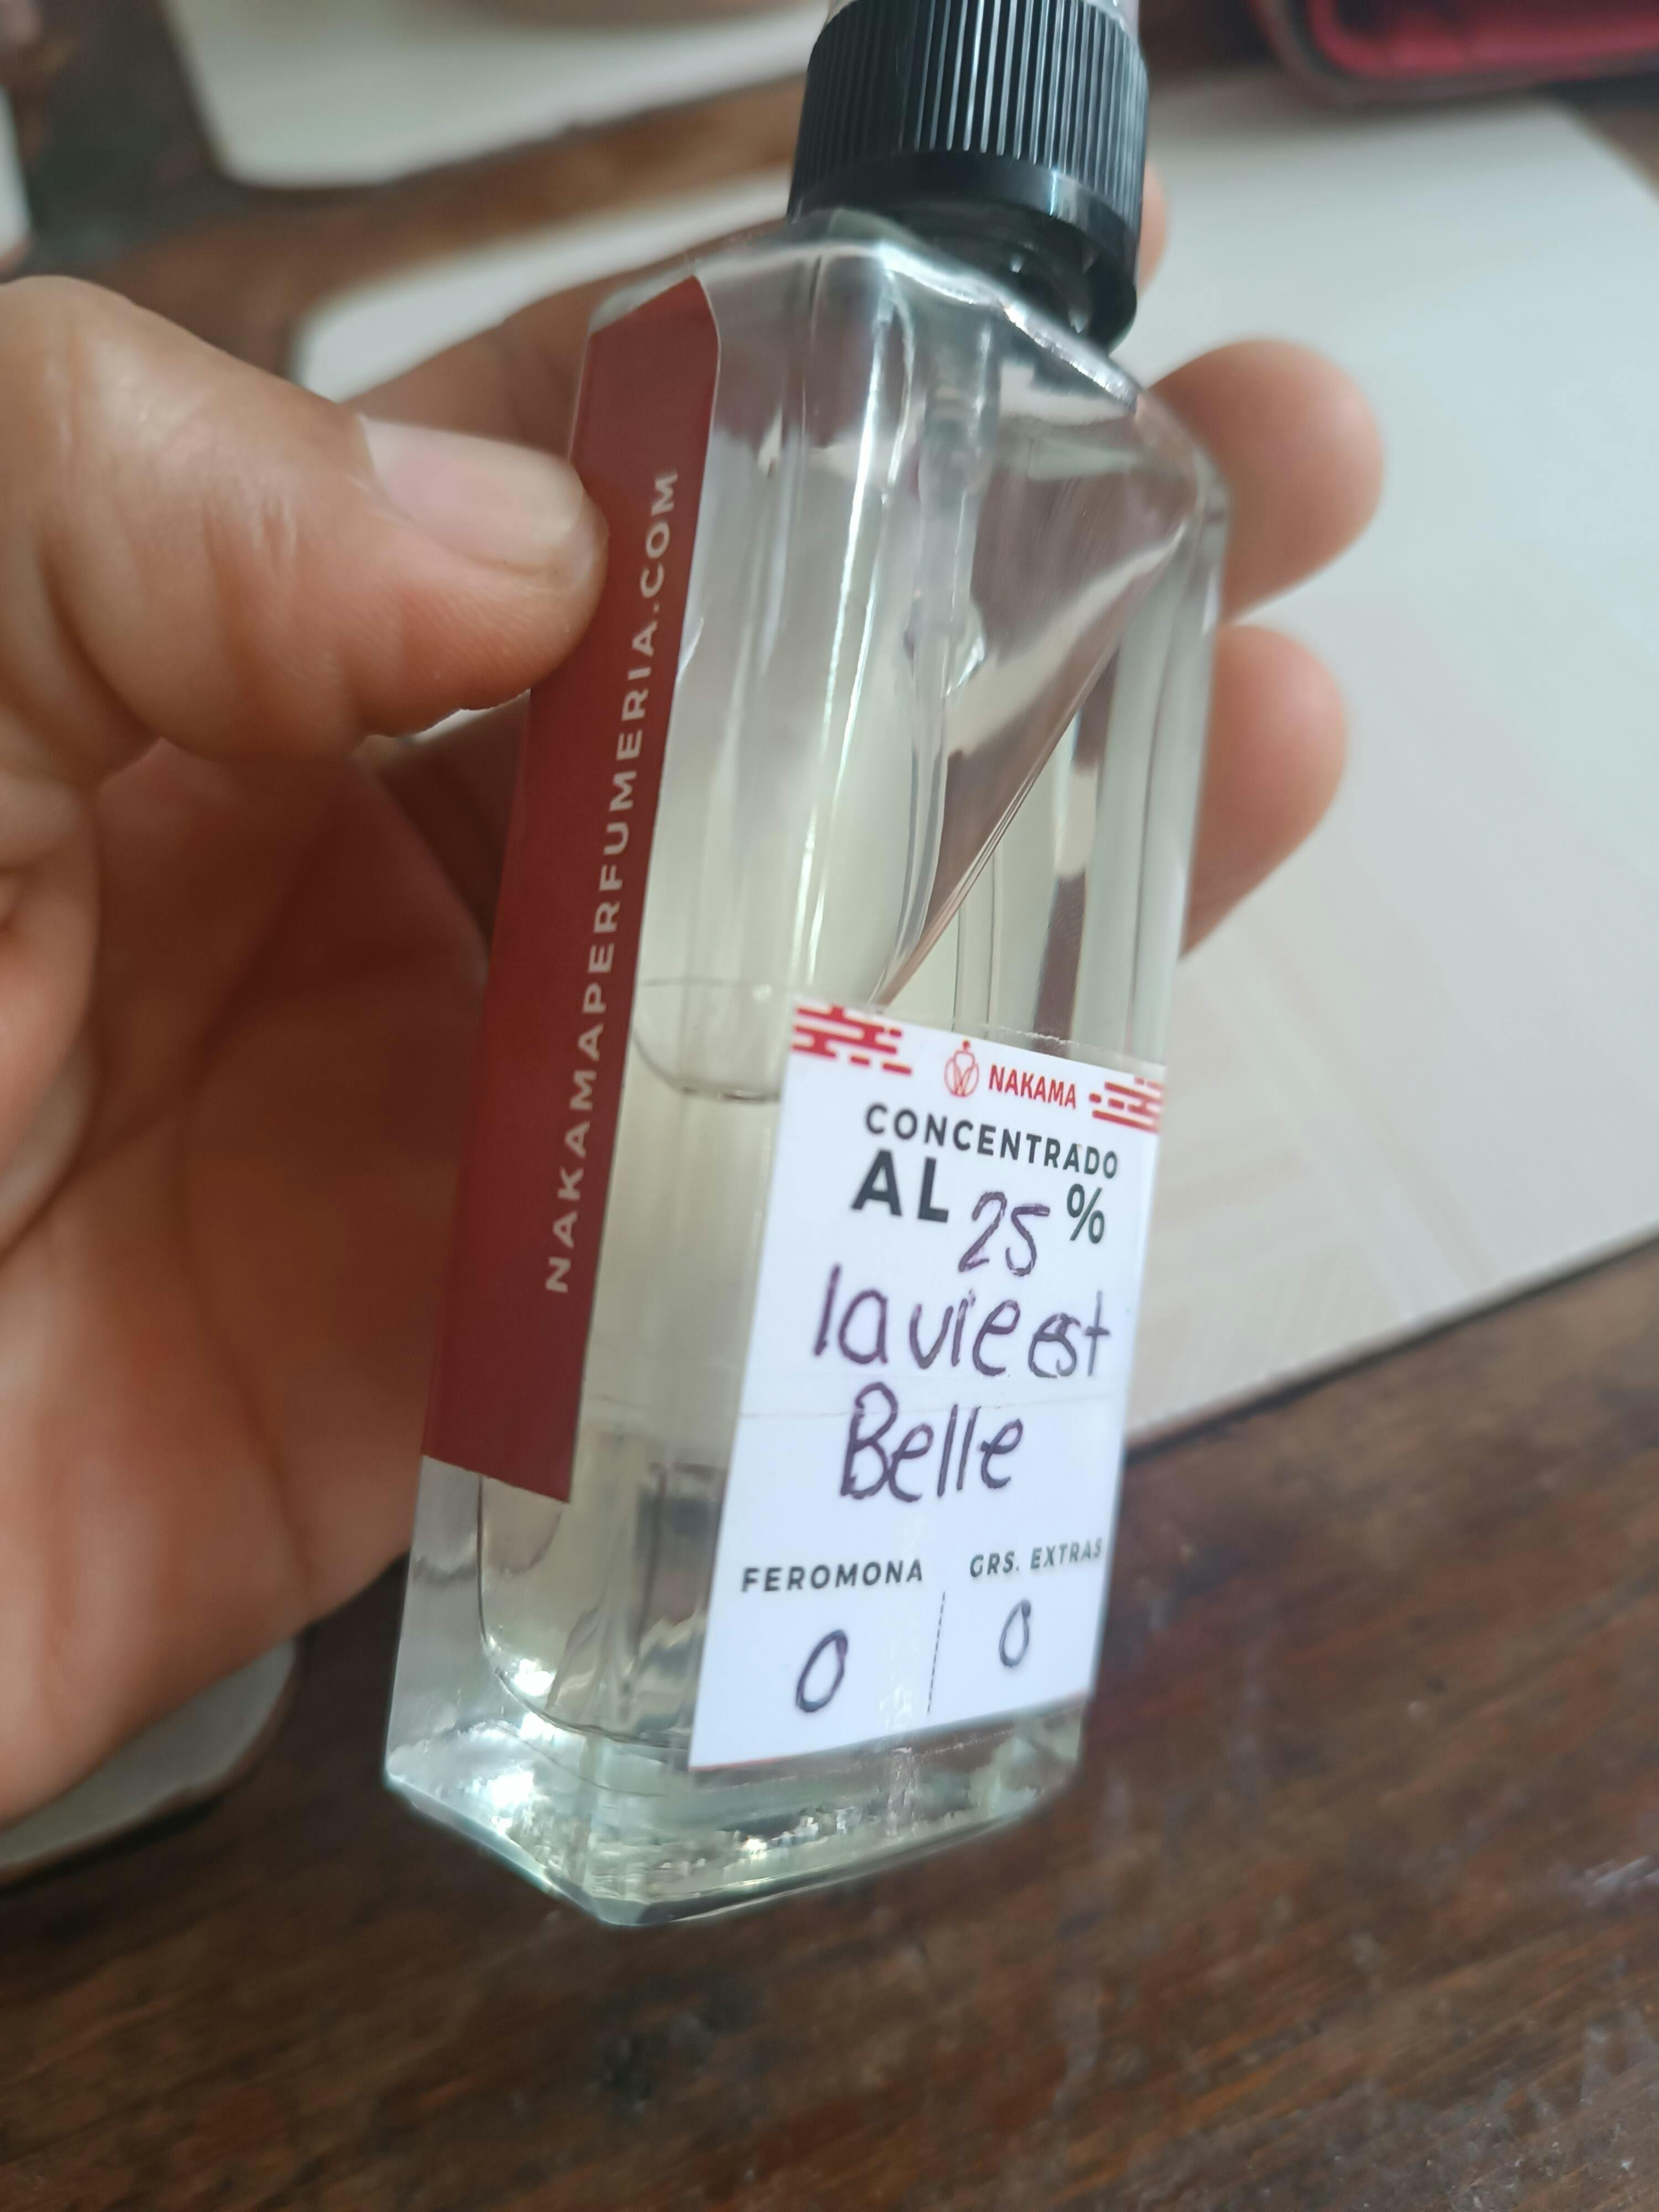 NAKAMAPERFUMERIA.COM
NAKAMA
CONCENTRADO
AL 25 %
la vie est
Belle
FEROMONA GRS. EXTRAS
0 0